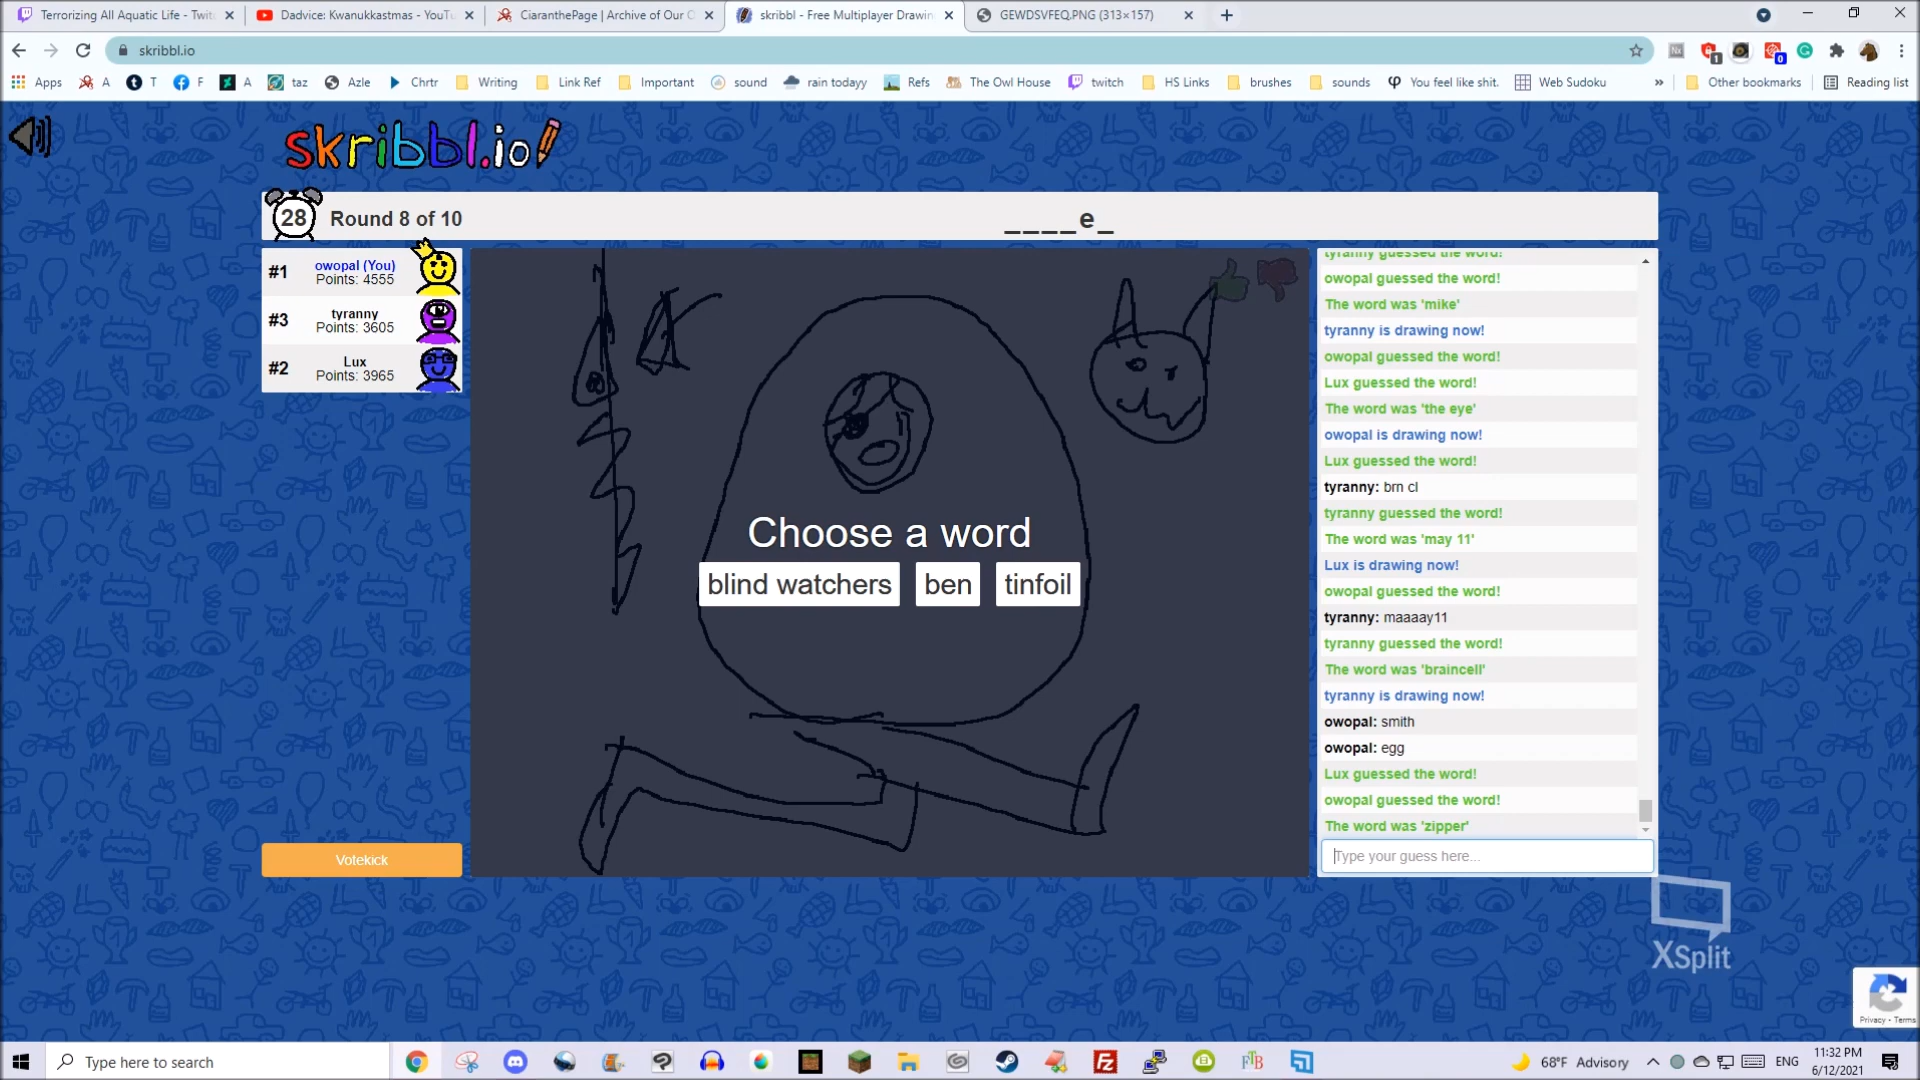 Terrorizing All Aquatic Life - Twit
Dadvice: Kwanukkastmas - YouTu
CiaranthePage | Archive of Our O
skribbl - Free Multiplayer Drawin
GEWDSVFEQ.PNG (313×157)
skribbl.io
Apps
A
T
F
A
taz
Azle
Chrtr
Writing
Link Ref
Important
sound
rain todayy
Refs
The Owl House
twitch
HS Links
brushes
sounds
You feel like shit.
Web Sudoku
»
Other bookmarks
Reading list
skribbl.io
28
Round 8 of 10
____e_
#1
owopal (You)
Points: 4555
#3
tyranny
Points: 3605
#2
Lux
Points: 3965
Votekick
Choose a word
blind watchers
ben
tinfoil
tyranny guessed the word!
owopal guessed the word!
The word was 'mike'
tyranny is drawing now!
owopal guessed the word!
Lux guessed the word!
The word was 'the eye'
owopal is drawing now!
Lux guessed the word!
tyranny: brn cl
tyranny guessed the word!
The word was 'may 11'
Lux is drawing now!
owopal guessed the word!
tyranny: maaaay11
tyranny guessed the word!
The word was 'braincell'
tyranny is drawing now!
owopal: smith
owopal: egg
Lux guessed the word!
owopal guessed the word!
The word was 'zipper'
Type your guess here...
XSplit
Privacy - Terms
Type here to search
68°F Advisory
ENG
11:32 PM
6/12/2021